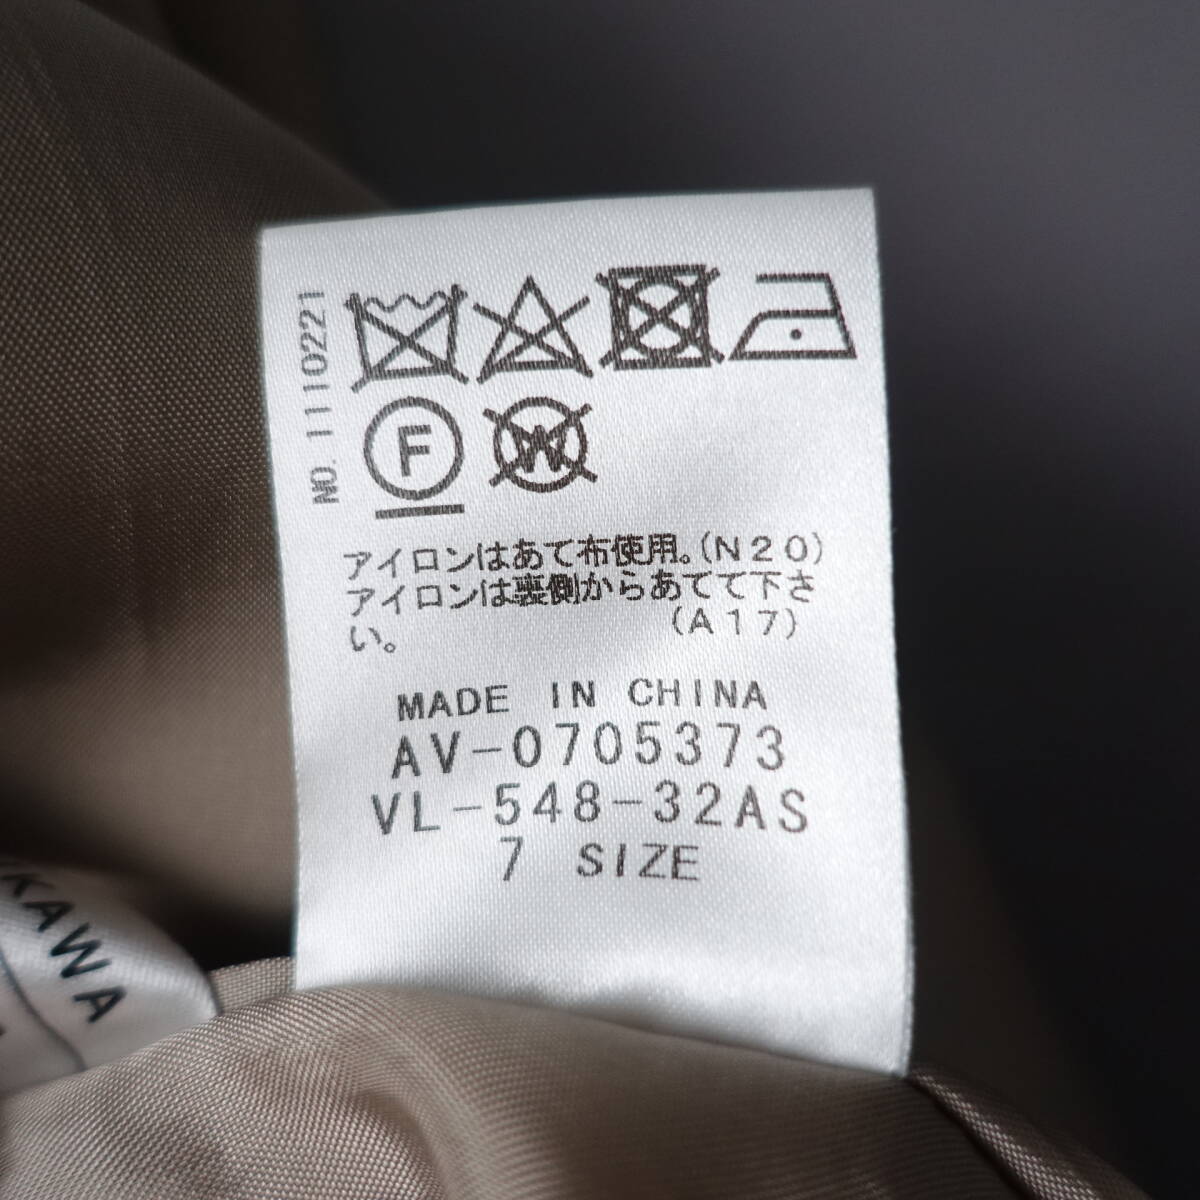 NO. 1110221
F
W
アイロンはあて布使用。(N20)
アイロンは裏側からあてて下さ
い。 (A17)
MADE IN CHINA
AV-0705373
VL-548-32AS
7 SIZE
KAWA